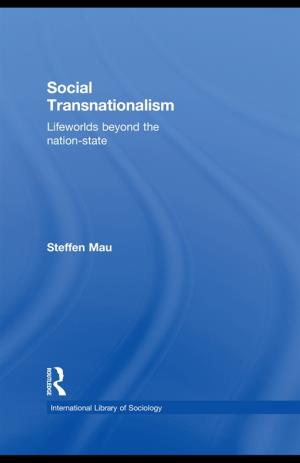 Social
Transnationalism
Lifeworlds beyond the
nation-state
Steffen Mau
ROUTLEDGE
International Library of Sociology